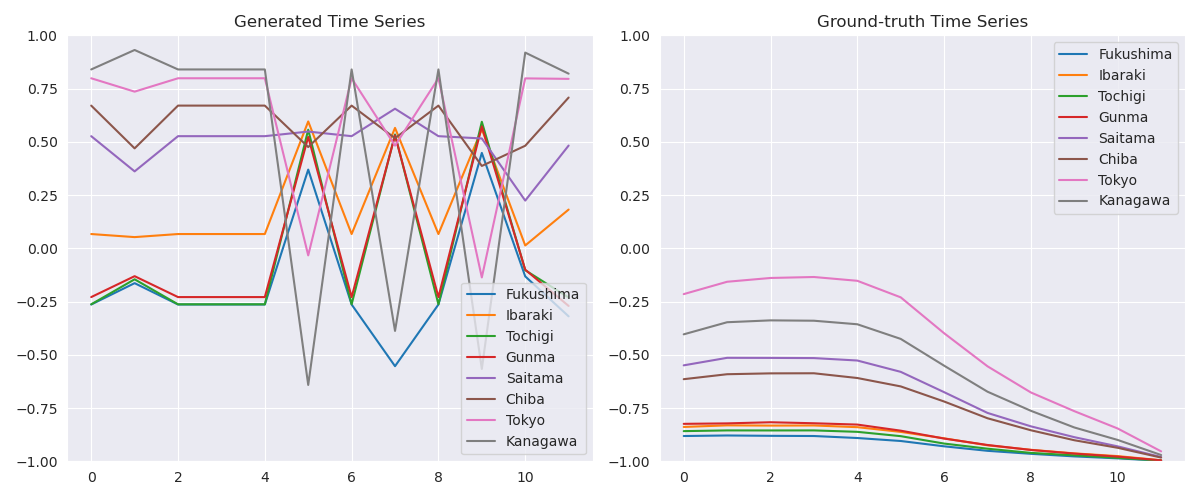 Generated Time Series
1.00
0.75
0.50
0.25
0.00
−0.25
−0.50
−0.75
−1.00
0 2 4 6 8 10
Fukushima
Ibaraki
Tochigi
Gunma
Saitama
Chiba
Tokyo
Kanagawa
Ground-truth Time Series
1.00
0.75
0.50
0.25
0.00
−0.25
−0.50
−0.75
−1.00
0 2 4 6 8 10
Fukushima
Ibaraki
Tochigi
Gunma
Saitama
Chiba
Tokyo
Kanagawa